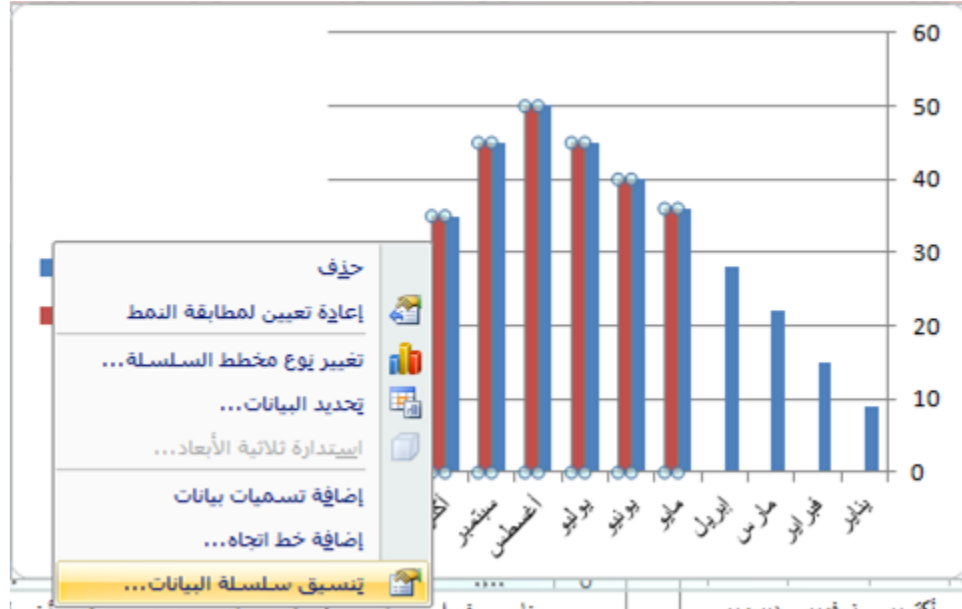 60
50
40
30
20
10
0
يناير
فبراير
مارس
إبريل
مايو
يونيو
يوليو
أغسطس
سبتمبر
حذف
إعادة تعيين لمطابقة النمط
تغيير نوع مخطط السلسلة...
تحديد البيانات...
استدارة ثلاثية الأبعاد...
إضافة تسميات بيانات
إضافة خط اتجاه...
تنسيق سلسلة البيانات...